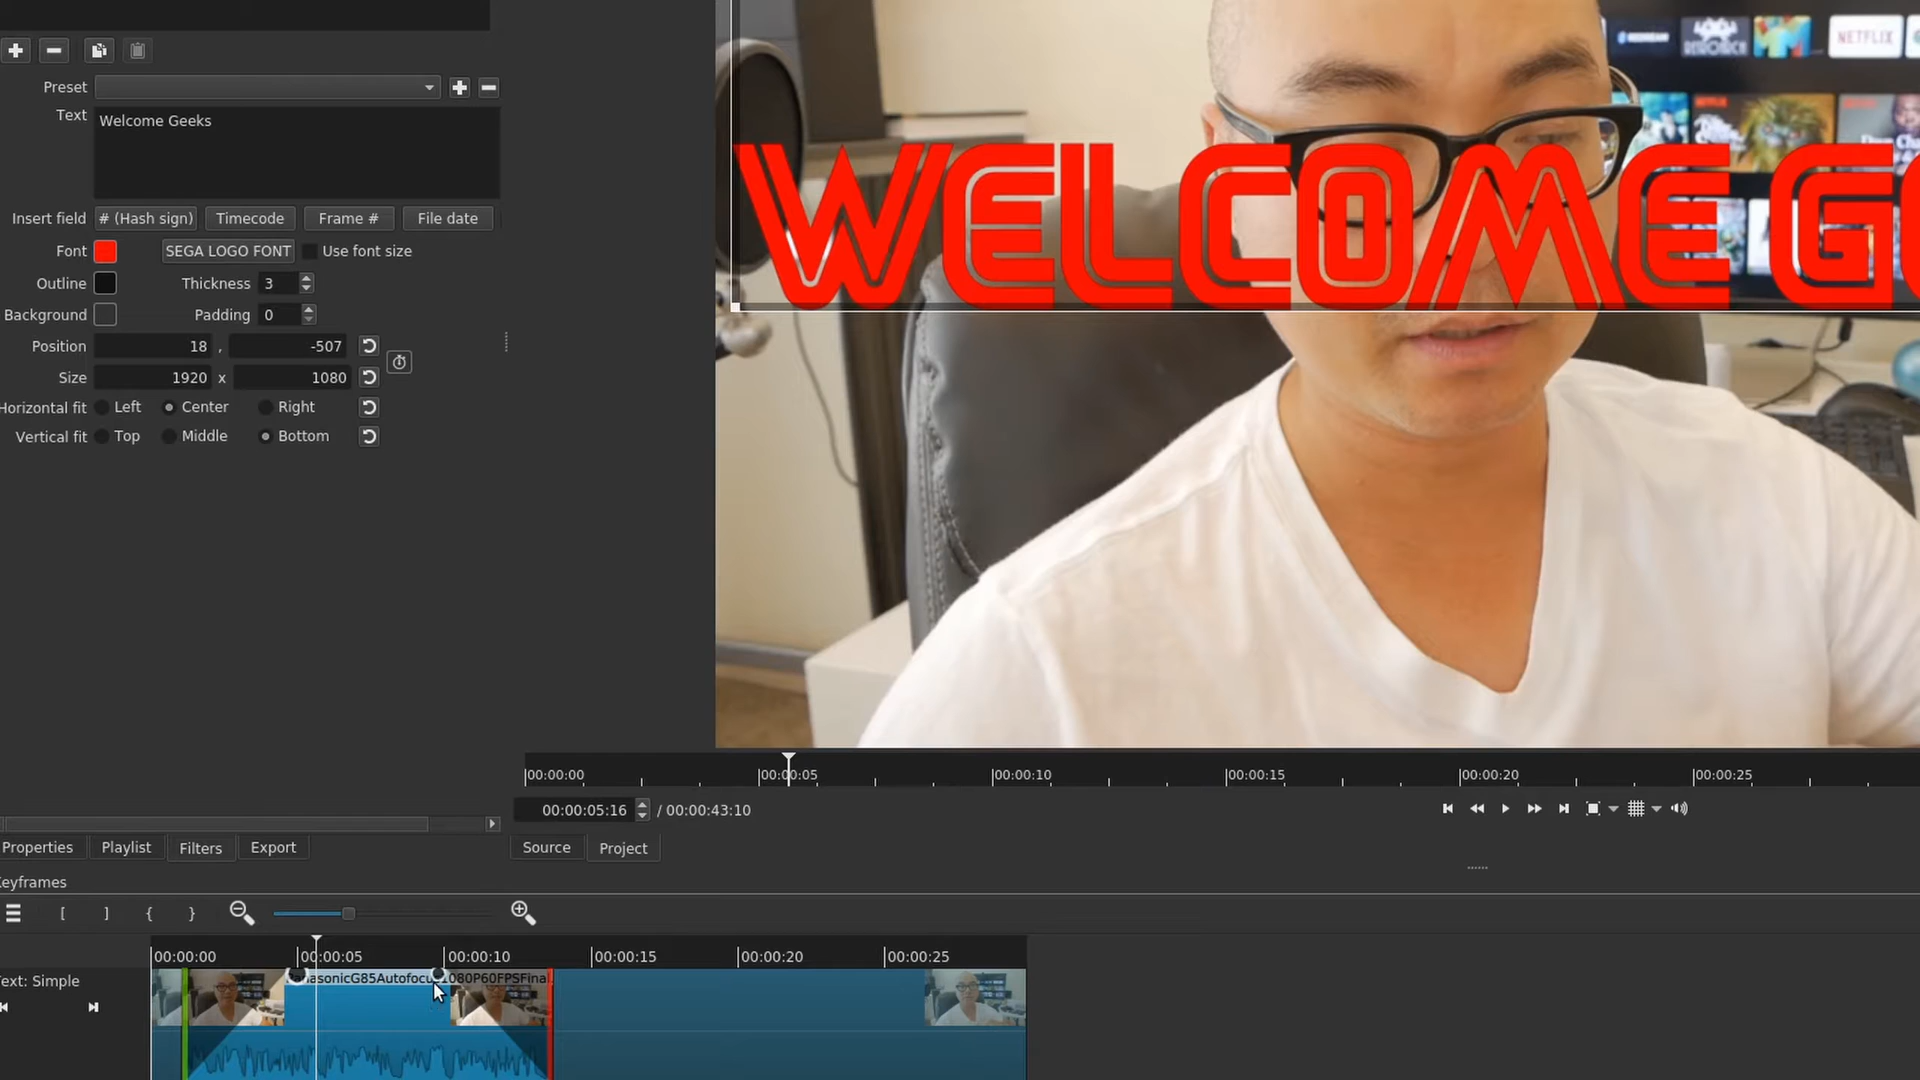 Preset
Text
Welcome Geeks
Insert field # (Hash sign) Timecode Frame # File date
Font SEGA LOGO FONT Use font size
Outline Thickness 3
Background Padding 0
Position 18 , -507
Size 1920 x 1080
Horizontal fit Left Center Right
Vertical fit Top Middle Bottom
WELCOME G
NETFLIX
00:00:00 00:00:05 00:00:10 00:00:15 00:00:20 00:00:25
00:00:05:16 / 00:00:43:10
Properties Playlist Filters Export Source Project
Keyframes
[ ] { }
00:00:00 00:00:05 00:00:10 00:00:15 00:00:20 00:00:25
Text: Simple
1080P60FPSFina